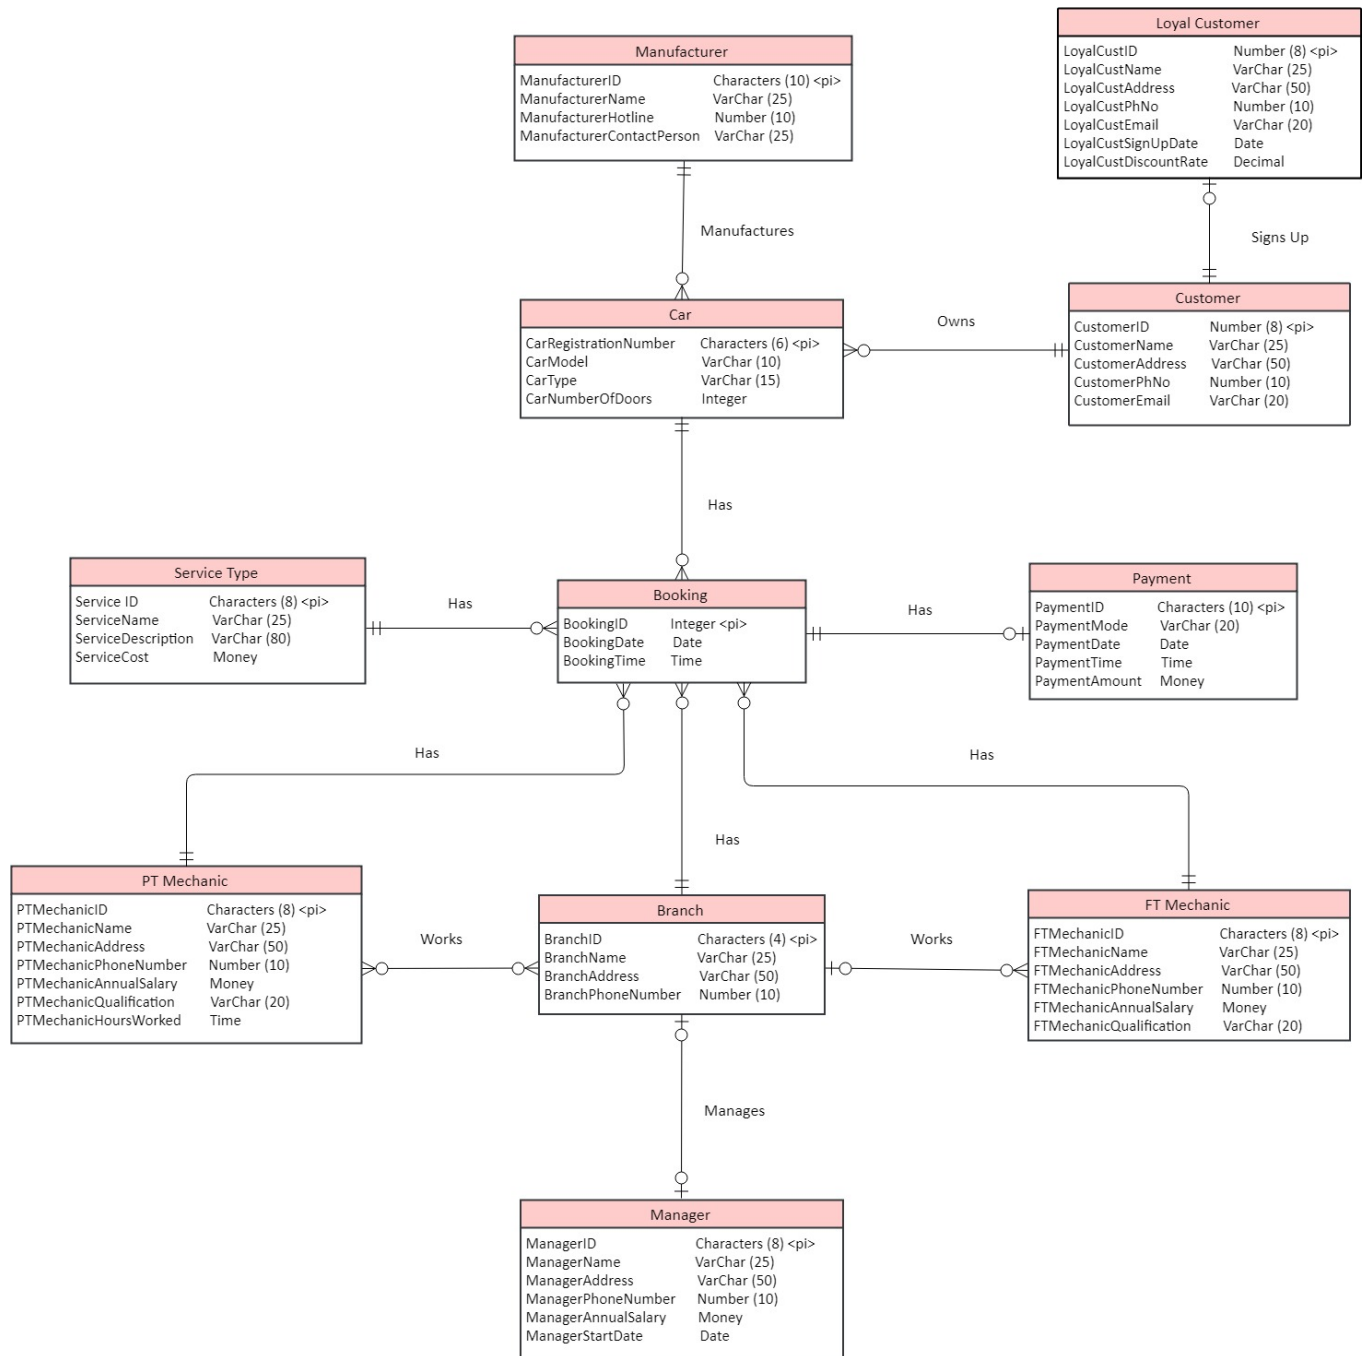 Loyal Customer
LoyalCustID Number (8) <pi>
LoyalCustName VarChar (25)
LoyalCustAddress VarChar (50)
LoyalCustPhNo Number (10)
LoyalCustEmail VarChar (20)
LoyalCustSignUpDate Date
LoyalCustDiscountRate Decimal
Manufacturer
ManufacturerID Characters (10) <pi>
ManufacturerName VarChar (25)
ManufacturerHotline Number (10)
ManufacturerContactPerson VarChar (25)
Manufactures
Signs Up
Car
CarRegistrationNumber Characters (6) <pi>
CarModel VarChar (10)
CarType VarChar (15)
CarNumberOfDoors Integer
Owns
Customer
CustomerID Number (8) <pi>
CustomerName VarChar (25)
CustomerAddress VarChar (50)
CustomerPhNo Number (10)
CustomerEmail VarChar (20)
Has
Service Type
Service ID Characters (8) <pi>
ServiceName VarChar (25)
ServiceDescription VarChar (80)
ServiceCost Money
Has
Booking
BookingID Integer <pi>
BookingDate Date
BookingTime Time
Has
Payment
PaymentID Characters (10) <pi>
PaymentMode VarChar (20)
PaymentDate Date
PaymentTime Time
PaymentAmount Money
Has
Has
Has
PT Mechanic
PTMechanicID Characters (8) <pi>
PTMechanicName VarChar (25)
PTMechanicAddress VarChar (50)
PTMechanicPhoneNumber Number (10)
PTMechanicAnnualSalary Money
PTMechanicQualification VarChar (20)
PTMechanicHoursWorked Time
Works
Branch
BranchID Characters (4) <pi>
BranchName VarChar (25)
BranchAddress VarChar (50)
BranchPhoneNumber Number (10)
Works
FT Mechanic
FTMechanicID Characters (8) <pi>
FTMechanicName VarChar (25)
FTMechanicAddress VarChar (50)
FTMechanicPhoneNumber Number (10)
FTMechanicAnnualSalary Money
FTMechanicQualification VarChar (20)
Manages
Manager
ManagerID Characters (8) <pi>
ManagerName VarChar (25)
ManagerAddress VarChar (50)
ManagerPhoneNumber Number (10)
ManagerAnnualSalary Money
ManagerStartDate Date